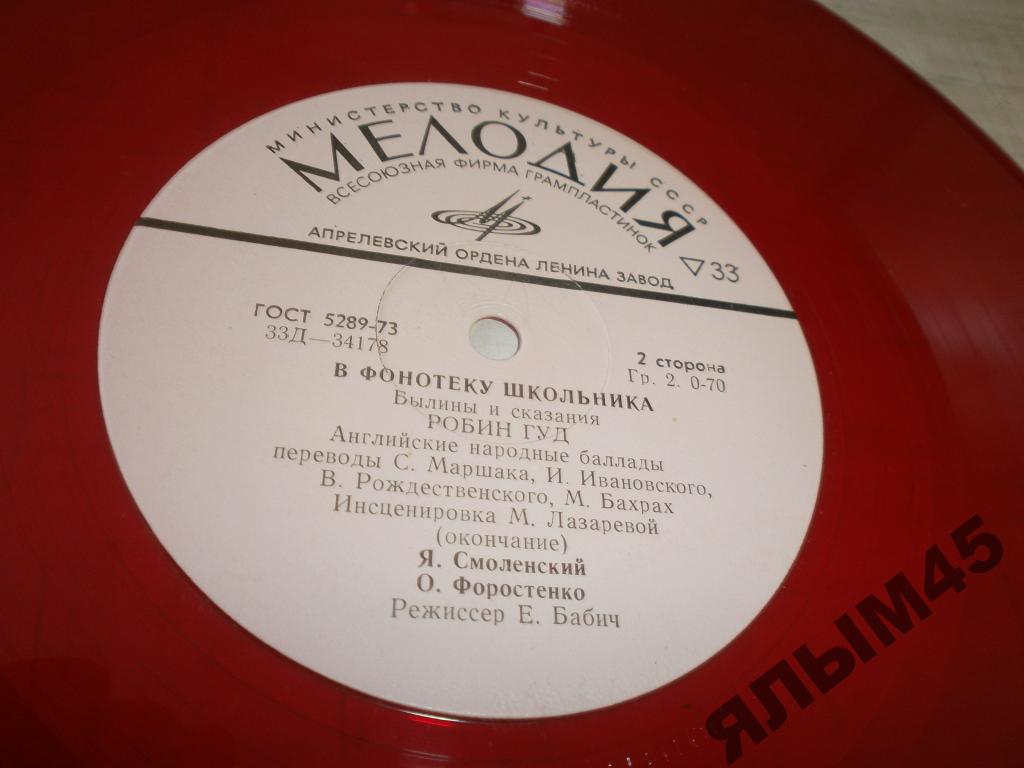 МИНИСТЕРСТВО КУЛЬТУРЫ СССР
МЕЛОДИЯ
ВСЕСОЮЗНАЯ ФИРМА ГРАМПЛАСТИНОК
АПРЕЛЕВСКИЙ ОРДЕНА ЛЕНИНА ЗАВОД
▽33
ГОСТ 5289-73
33Д—34178
2 сторона
Гр. 2. 0-70
В ФОНОТЕКУ ШКОЛЬНИКА
Былины и сказания
РОБИН ГУД
Английские народные баллады
переводы С. Маршака, И. Ивановского,
В. Рождественского, М. Бахрах
Инсценировка М. Лазаревой
(окончание)
Я. Смоленский
О. Форостенко
Режиссер Е. Бабич
ЯЛЫМ45